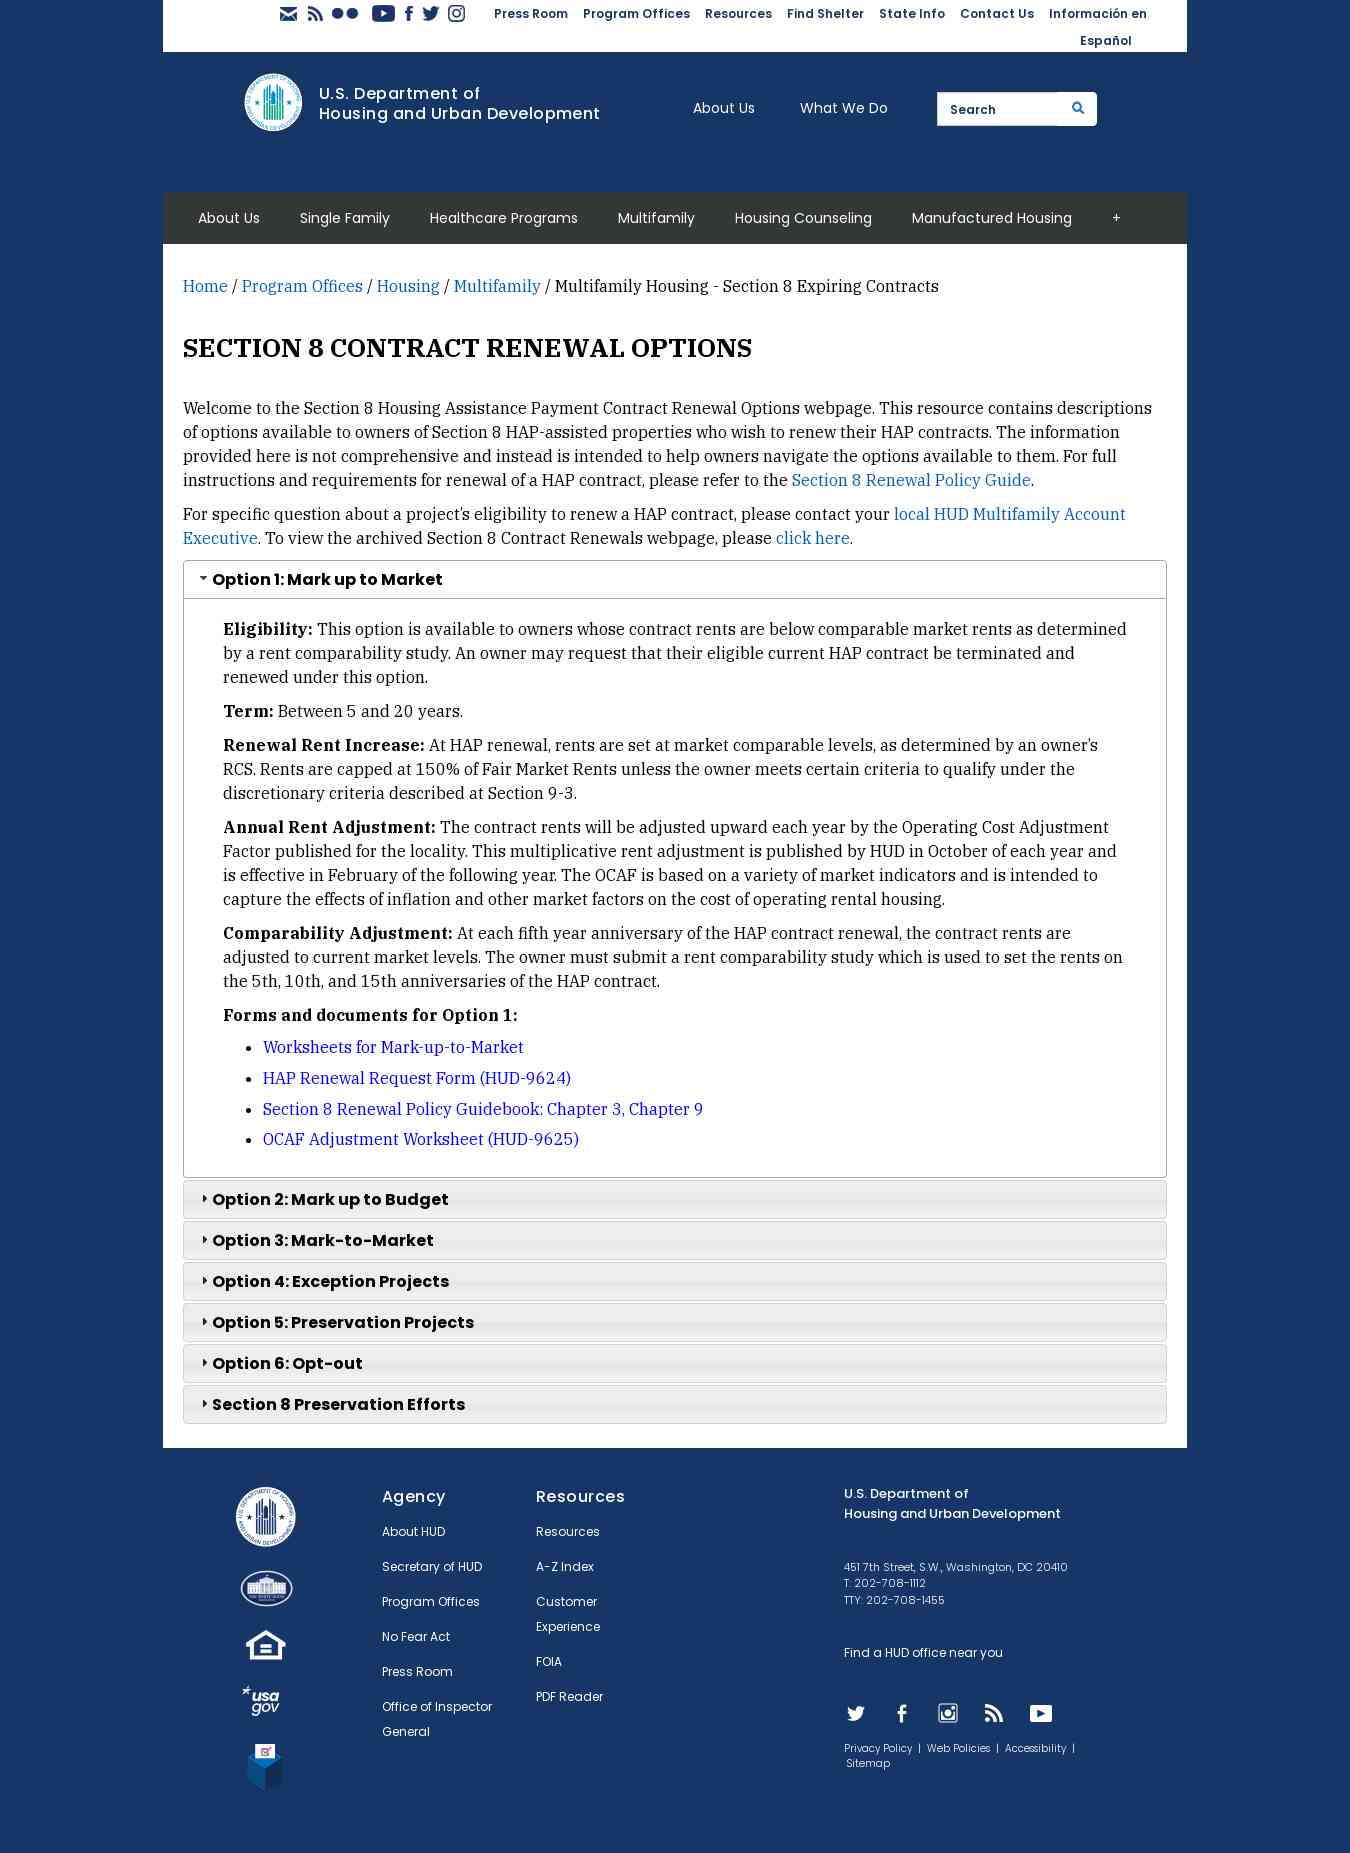 Press Room Program Offices Resources Find Shelter State Info Contact Us Información en
Español
U.S. Department of
Housing and Urban Development
About Us What We Do
Search
About Us Single Family Healthcare Programs Multifamily Housing Counseling Manufactured Housing +
Home / Program Offices / Housing / Multifamily / Multifamily Housing - Section 8 Expiring Contracts
SECTION 8 CONTRACT RENEWAL OPTIONS
Welcome to the Section 8 Housing Assistance Payment Contract Renewal Options webpage. This resource contains descriptions
of options available to owners of Section 8 HAP-assisted properties who wish to renew their HAP contracts. The information
provided here is not comprehensive and instead is intended to help owners navigate the options available to them. For full
instructions and requirements for renewal of a HAP contract, please refer to the Section 8 Renewal Policy Guide.
For specific question about a project’s eligibility to renew a HAP contract, please contact your local HUD Multifamily Account
Executive. To view the archived Section 8 Contract Renewals webpage, please click here.
Option 1: Mark up to Market
Eligibility: This option is available to owners whose contract rents are below comparable market rents as determined
by a rent comparability study. An owner may request that their eligible current HAP contract be terminated and
renewed under this option.
Term: Between 5 and 20 years.
Renewal Rent Increase: At HAP renewal, rents are set at market comparable levels, as determined by an owner’s
RCS. Rents are capped at 150% of Fair Market Rents unless the owner meets certain criteria to qualify under the
discretionary criteria described at Section 9-3.
Annual Rent Adjustment: The contract rents will be adjusted upward each year by the Operating Cost Adjustment
Factor published for the locality. This multiplicative rent adjustment is published by HUD in October of each year and
is effective in February of the following year. The OCAF is based on a variety of market indicators and is intended to
capture the effects of inflation and other market factors on the cost of operating rental housing.
Comparability Adjustment: At each fifth year anniversary of the HAP contract renewal, the contract rents are
adjusted to current market levels. The owner must submit a rent comparability study which is used to set the rents on
the 5th, 10th, and 15th anniversaries of the HAP contract.
Forms and documents for Option 1:
• Worksheets for Mark-up-to-Market
• HAP Renewal Request Form (HUD-9624)
• Section 8 Renewal Policy Guidebook: Chapter 3, Chapter 9
• OCAF Adjustment Worksheet (HUD-9625)
Option 2: Mark up to Budget
Option 3: Mark-to-Market
Option 4: Exception Projects
Option 5: Preservation Projects
Option 6: Opt-out
Section 8 Preservation Efforts
usa
gov
Agency
About HUD
Secretary of HUD
Program Offices
No Fear Act
Press Room
Office of Inspector
General
Resources
Resources
A-Z Index
Customer
Experience
FOIA
PDF Reader
U.S. Department of
Housing and Urban Development
451 7th Street, S.W., Washington, DC 20410
T: 202-708-1112
TTY: 202-708-1455
Find a HUD office near you
Privacy Policy | Web Policies | Accessibility |
Sitemap